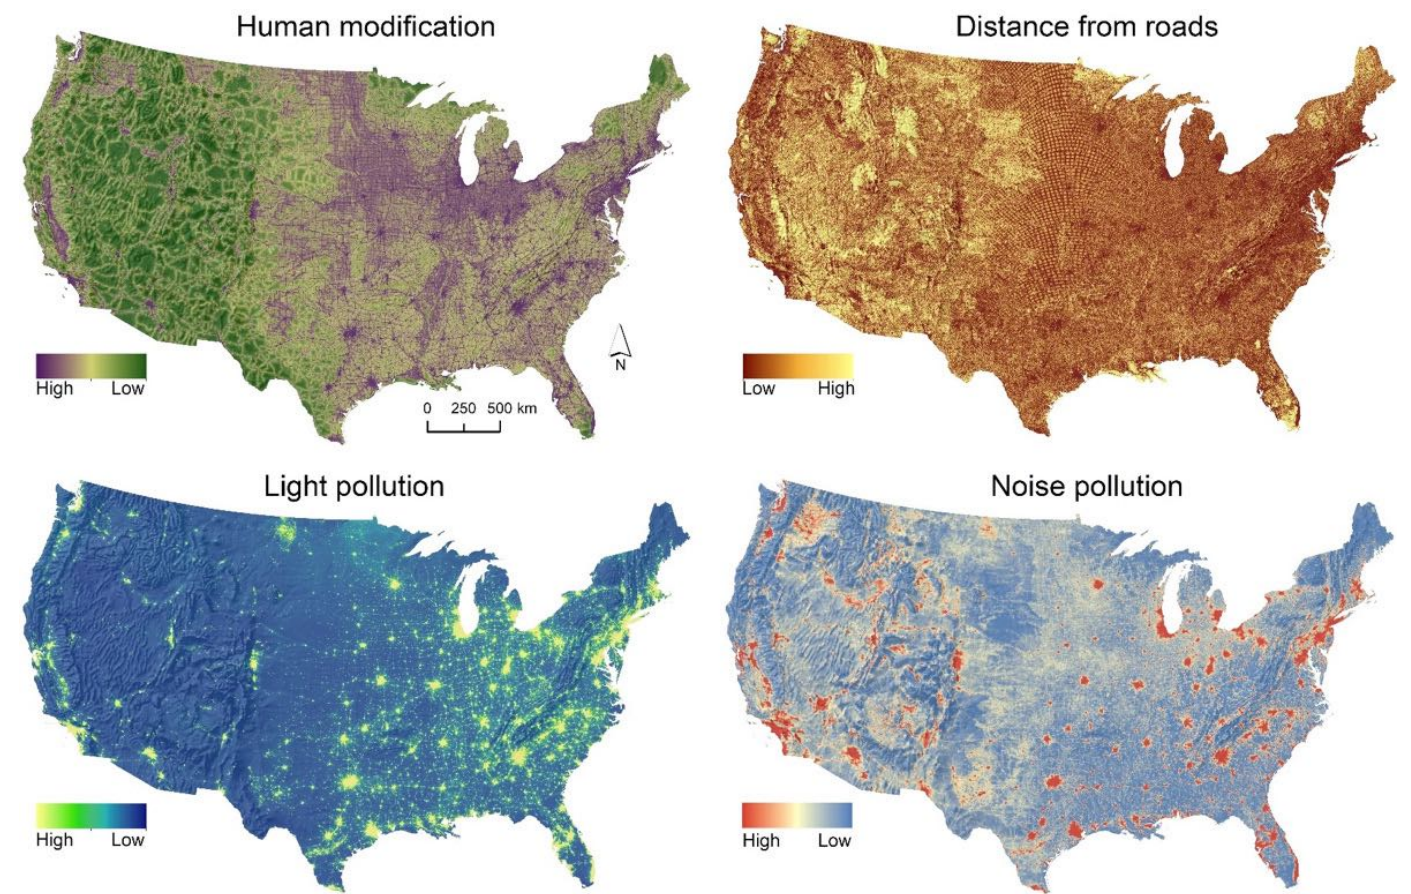 Human modification
Distance from roads
High Low
N
0 250 500 km
Low High
Light pollution
Noise pollution
High Low
High Low